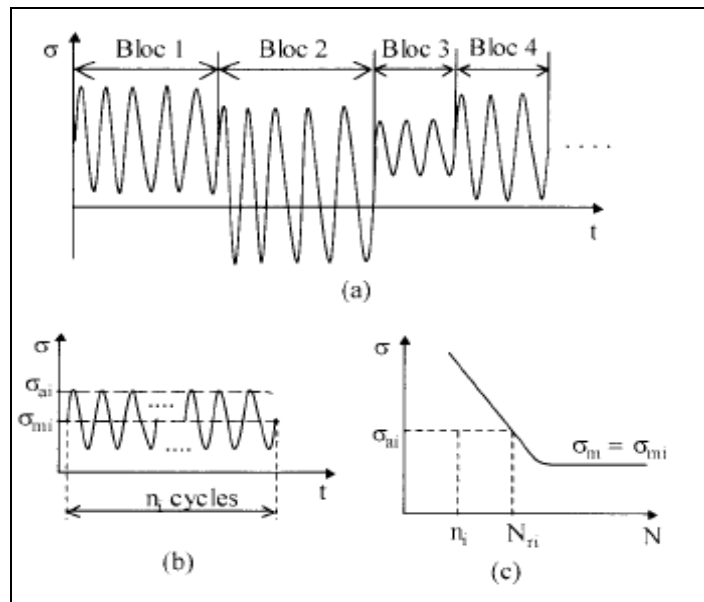 σ Bloc 1 Bloc 2 Bloc 3 Bloc 4
. . . .
t
(a)
σ
σai
σmi
....
....
t
ni cycles
(b)
σ
σai
σm = σmi
ni Nri N
(c)